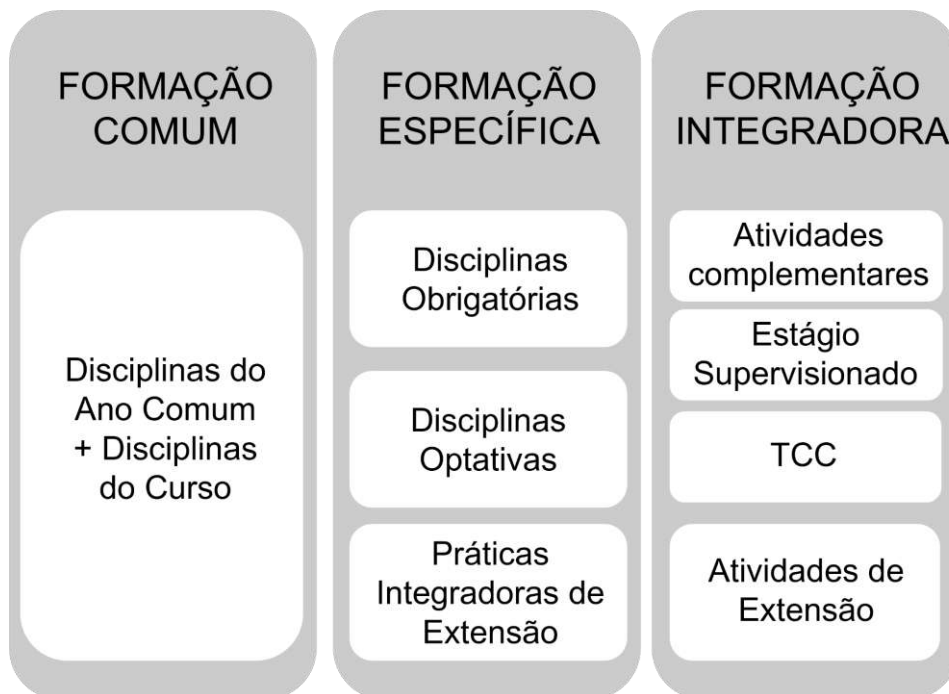 FORMAÇÃO
COMUM
Disciplinas do
Ano Comum
+ Disciplinas
do Curso
FORMAÇÃO
ESPECÍFICA
Disciplinas
Obrigatórias
Disciplinas
Optativas
Práticas
Integradoras de
Extensão
FORMAÇÃO
INTEGRADORA
Atividades
complementares
Estágio
Supervisionado
TCC
Atividades de
Extensão